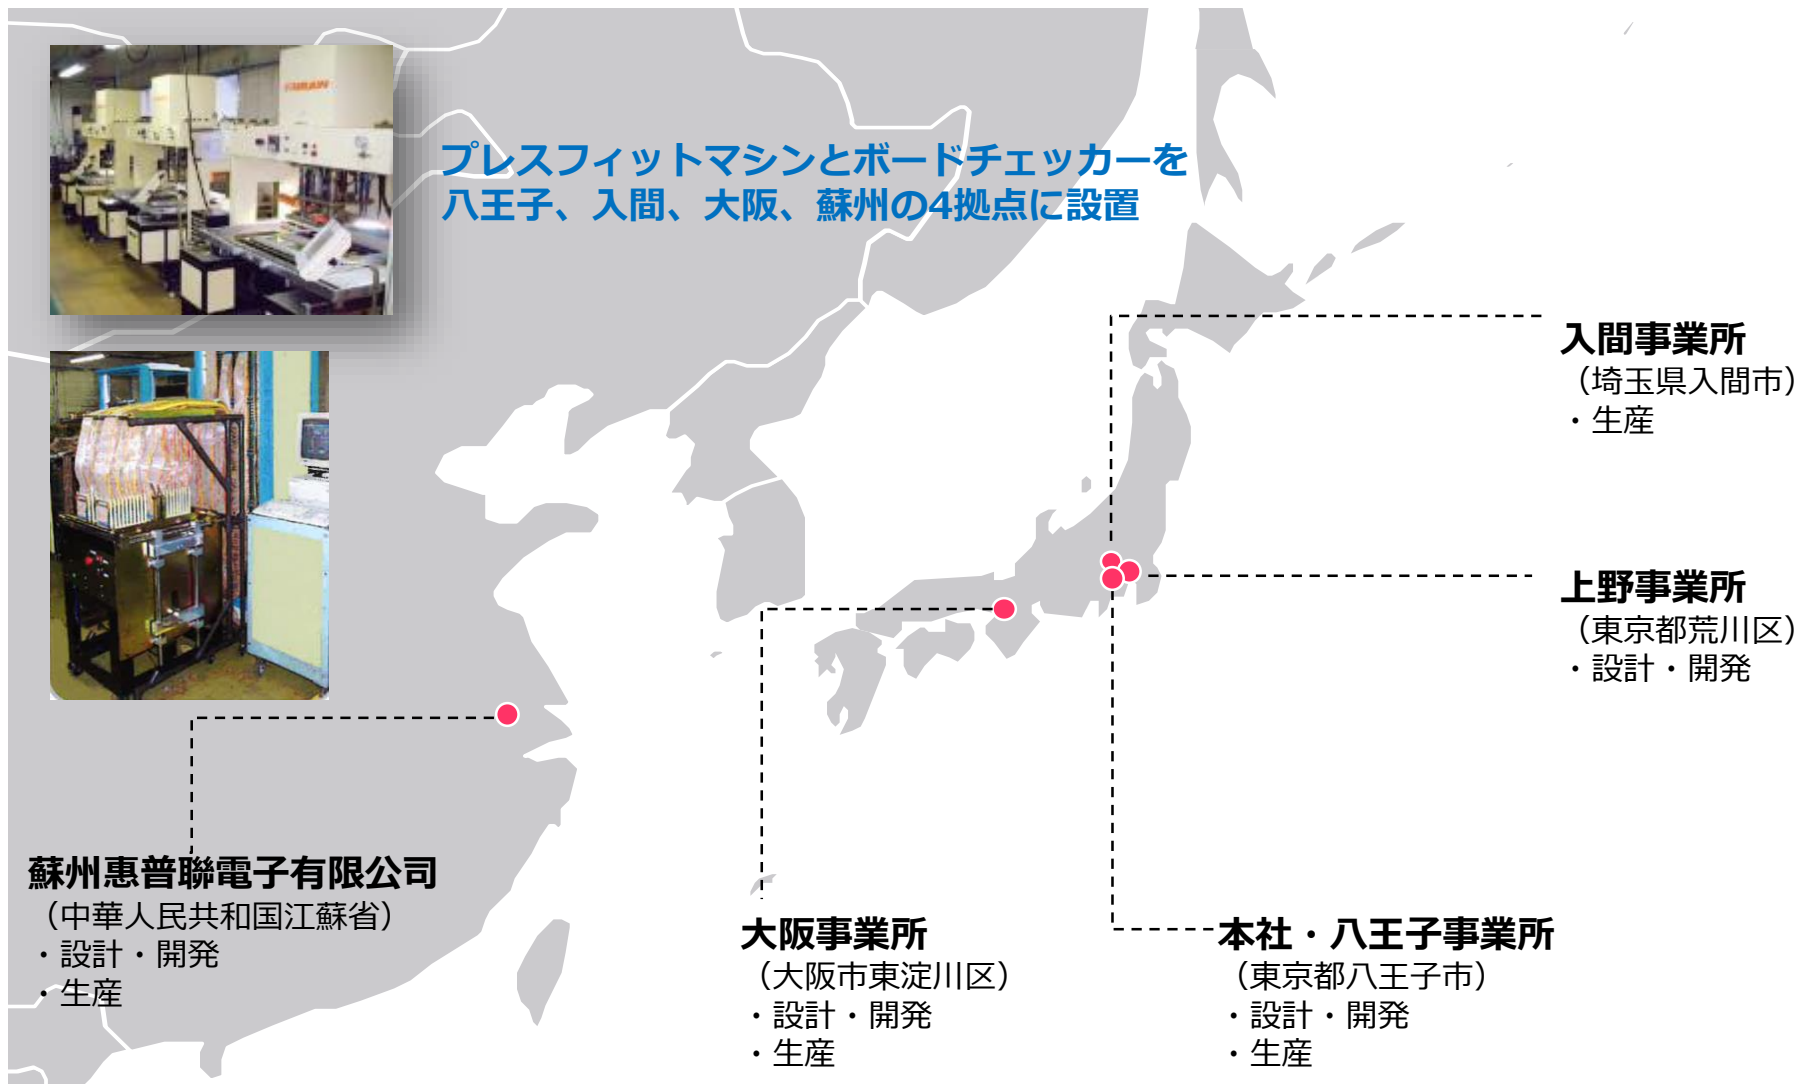 プレスフィットマシンとボードチェッカーを
八王子、入間、大阪、蘇州の4拠点に設置
入間事業所
（埼玉県入間市）
・生産
上野事業所
（東京都荒川区）
・設計・開発
蘇州惠普聯電子有限公司
（中華人民共和国江蘇省）
・設計・開発
・生産
大阪事業所
（大阪市東淀川区）
・設計・開発
・生産
本社・八王子事業所
（東京都八王子市）
・設計・開発
・生産